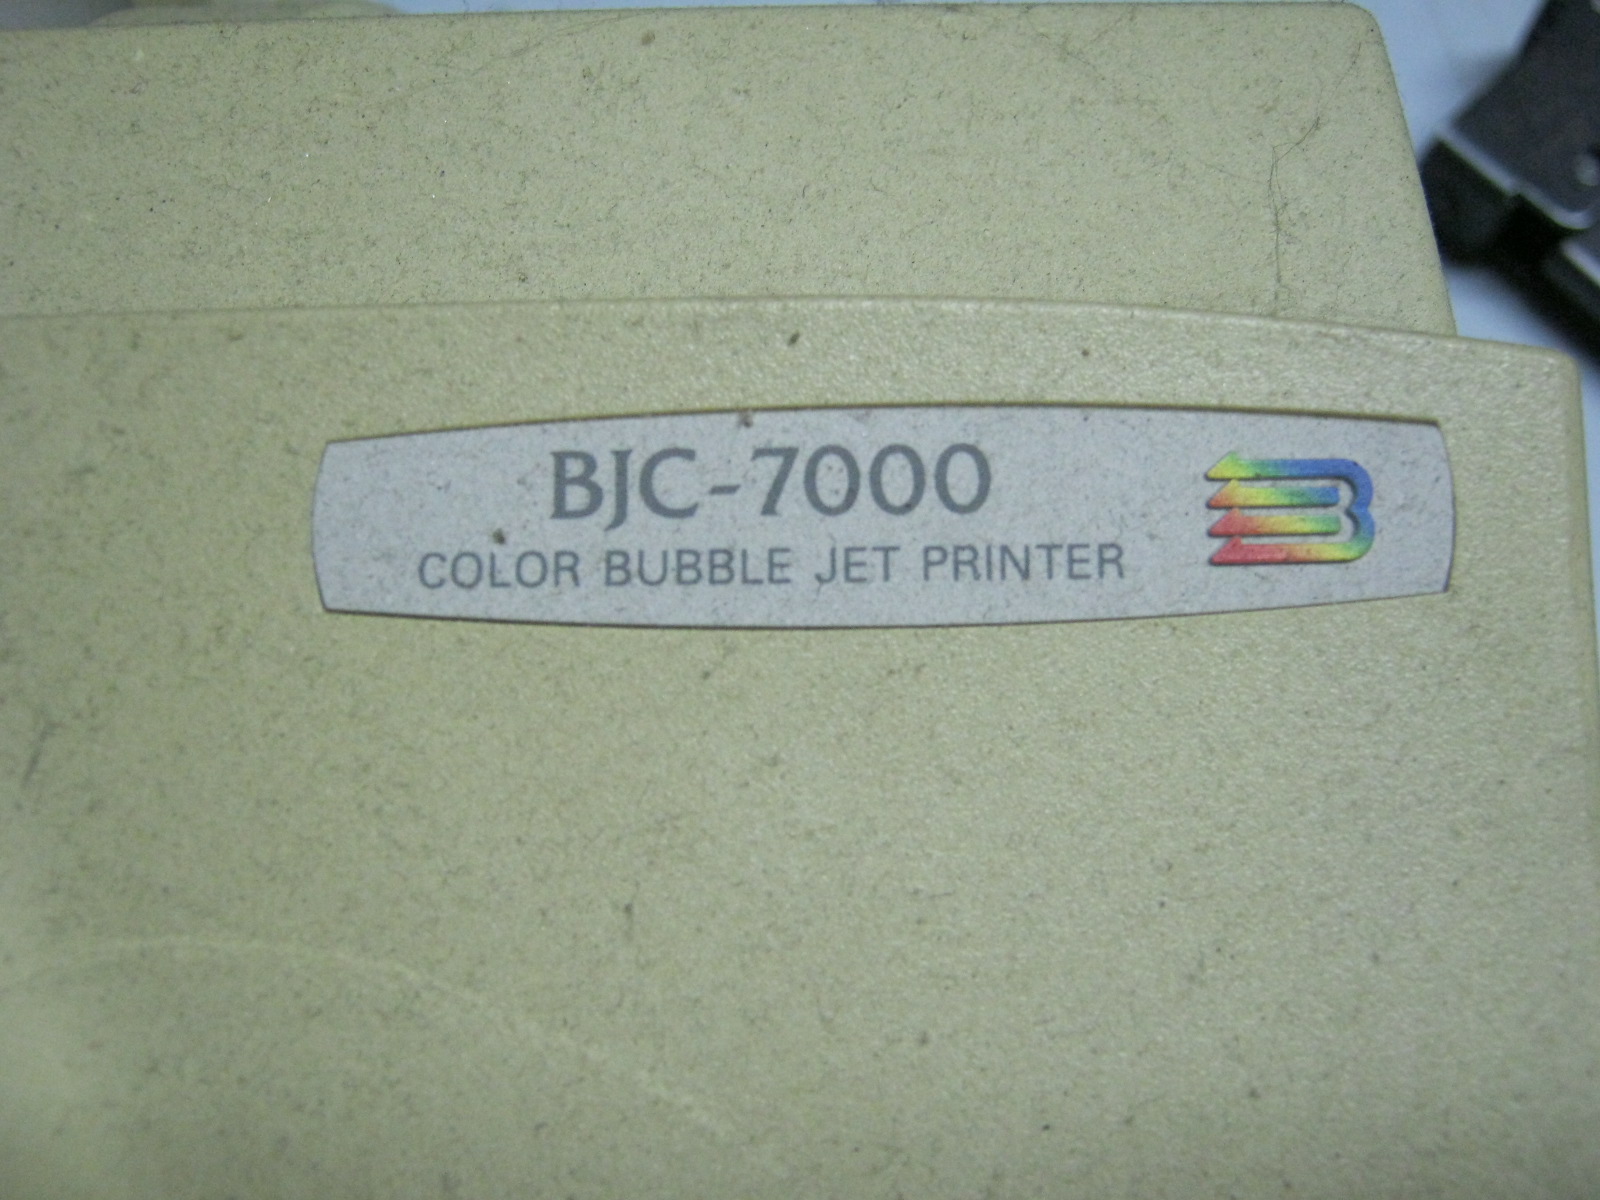 BJC-7000
COLOR BUBBLE JET PRINTER